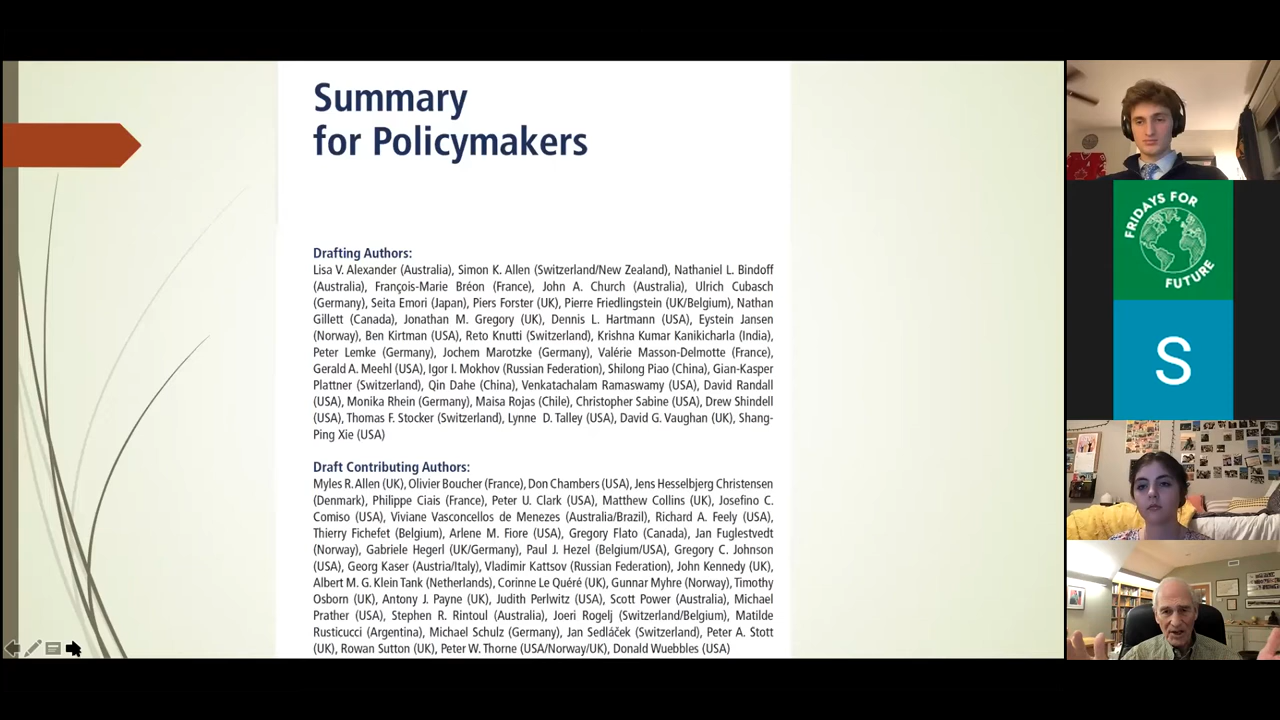 Summary
for Policymakers
Drafting Authors:
Lisa V. Alexander (Australia), Simon K. Allen (Switzerland/New Zealand), Nathaniel L. Bindoff
(Australia), François-Marie Bréon (France), John A. Church (Australia), Ulrich Cubasch
(Germany), Seita Emori (Japan), Piers Forster (UK), Pierre Friedlingstein (UK/Belgium), Nathan
Gillett (Canada), Jonathan M. Gregory (UK), Dennis L. Hartmann (USA), Eystein Jansen
(Norway), Ben Kirtman (USA), Reto Knutti (Switzerland), Krishna Kumar Kanikicharla (India),
Peter Lemke (Germany), Jochem Marotzke (Germany), Valérie Masson-Delmotte (France),
Gerald A. Meehl (USA), Igor I. Mokhov (Russian Federation), Shilong Piao (China), Gian-Kasper
Plattner (Switzerland), Qin Dahe (China), Venkatachalam Ramaswamy (USA), David Randall
(USA), Monika Rhein (Germany), Maisa Rojas (Chile), Christopher Sabine (USA), Drew Shindell
(USA), Thomas F. Stocker (Switzerland), Lynne D. Talley (USA), David G. Vaughan (UK), Shang-
Ping Xie (USA)
Draft Contributing Authors:
Myles R. Allen (UK), Olivier Boucher (France), Don Chambers (USA), Jens Hesselbjerg Christensen
(Denmark), Philippe Ciais (France), Peter U. Clark (USA), Matthew Collins (UK), Josefino C.
Comiso (USA), Viviane Vasconcellos de Menezes (Australia/Brazil), Richard A. Feely (USA),
Thierry Fichefet (Belgium), Arlene M. Fiore (USA), Gregory Flato (Canada), Jan Fuglestvedt
(Norway), Gabriele Hegerl (UK/Germany), Paul J. Hezel (Belgium/USA), Gregory C. Johnson
(USA), Georg Kaser (Austria/Italy), Vladimir Kattsov (Russian Federation), John Kennedy (UK),
Albert M. G. Klein Tank (Netherlands), Corinne Le Quéré (UK), Gunnar Myhre (Norway), Timothy
Osborn (UK), Antony J. Payne (UK), Judith Perlwitz (USA), Scott Power (Australia), Michael
Prather (USA), Stephen R. Rintoul (Australia), Joeri Rogelj (Switzerland/Belgium), Matilde
Rusticucci (Argentina), Michael Schulz (Germany), Jan Sedláček (Switzerland), Peter A. Stott
(UK), Rowan Sutton (UK), Peter W. Thorne (USA/Norway/UK), Donald Wuebbles (USA)
FRIDAYS FOR
FUTURE
S